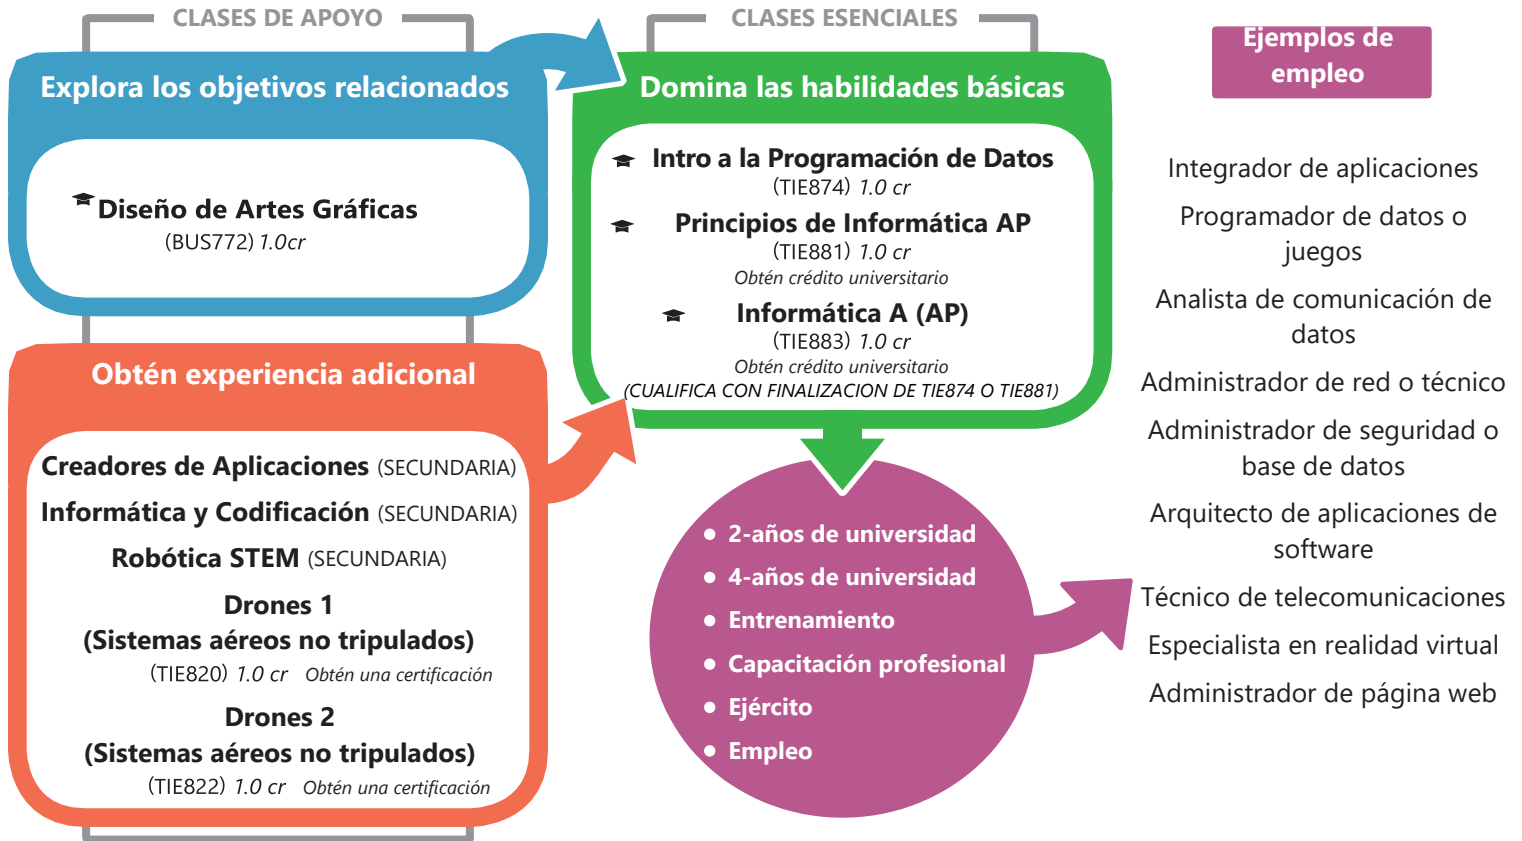 CLASES DE APOYO
Explora los objetivos relacionados
Diseño de Artes Gráficas
(BUS772) 1.0cr
Obtén experiencia adicional
Creadores de Aplicaciones (SECUNDARIA)
Informática y Codificación (SECUNDARIA)
Robótica STEM (SECUNDARIA)
Drones 1
(Sistemas aéreos no tripulados)
(TIE820) 1.0 cr Obtén una certificación
Drones 2
(Sistemas aéreos no tripulados)
(TIE822) 1.0 cr Obtén una certificación
CLASES ESENCIALES
Domina las habilidades básicas
Intro a la Programación de Datos
(TIE874) 1.0 cr
Principios de Informática AP
(TIE881) 1.0 cr
Obtén crédito universitario
Informática A (AP)
(TIE883) 1.0 cr
Obtén crédito universitario
(CUALIFICA CON FINALIZACION DE TIE874 O TIE881)
• 2-años de universidad
• 4-años de universidad
• Entrenamiento
• Capacitación profesional
• Ejército
• Empleo
Ejemplos de
empleo
Integrador de aplicaciones
Programador de datos o
juegos
Analista de comunicación de
datos
Administrador de red o técnico
Administrador de seguridad o
base de datos
Arquitecto de aplicaciones de
software
Técnico de telecomunicaciones
Especialista en realidad virtual
Administrador de página web